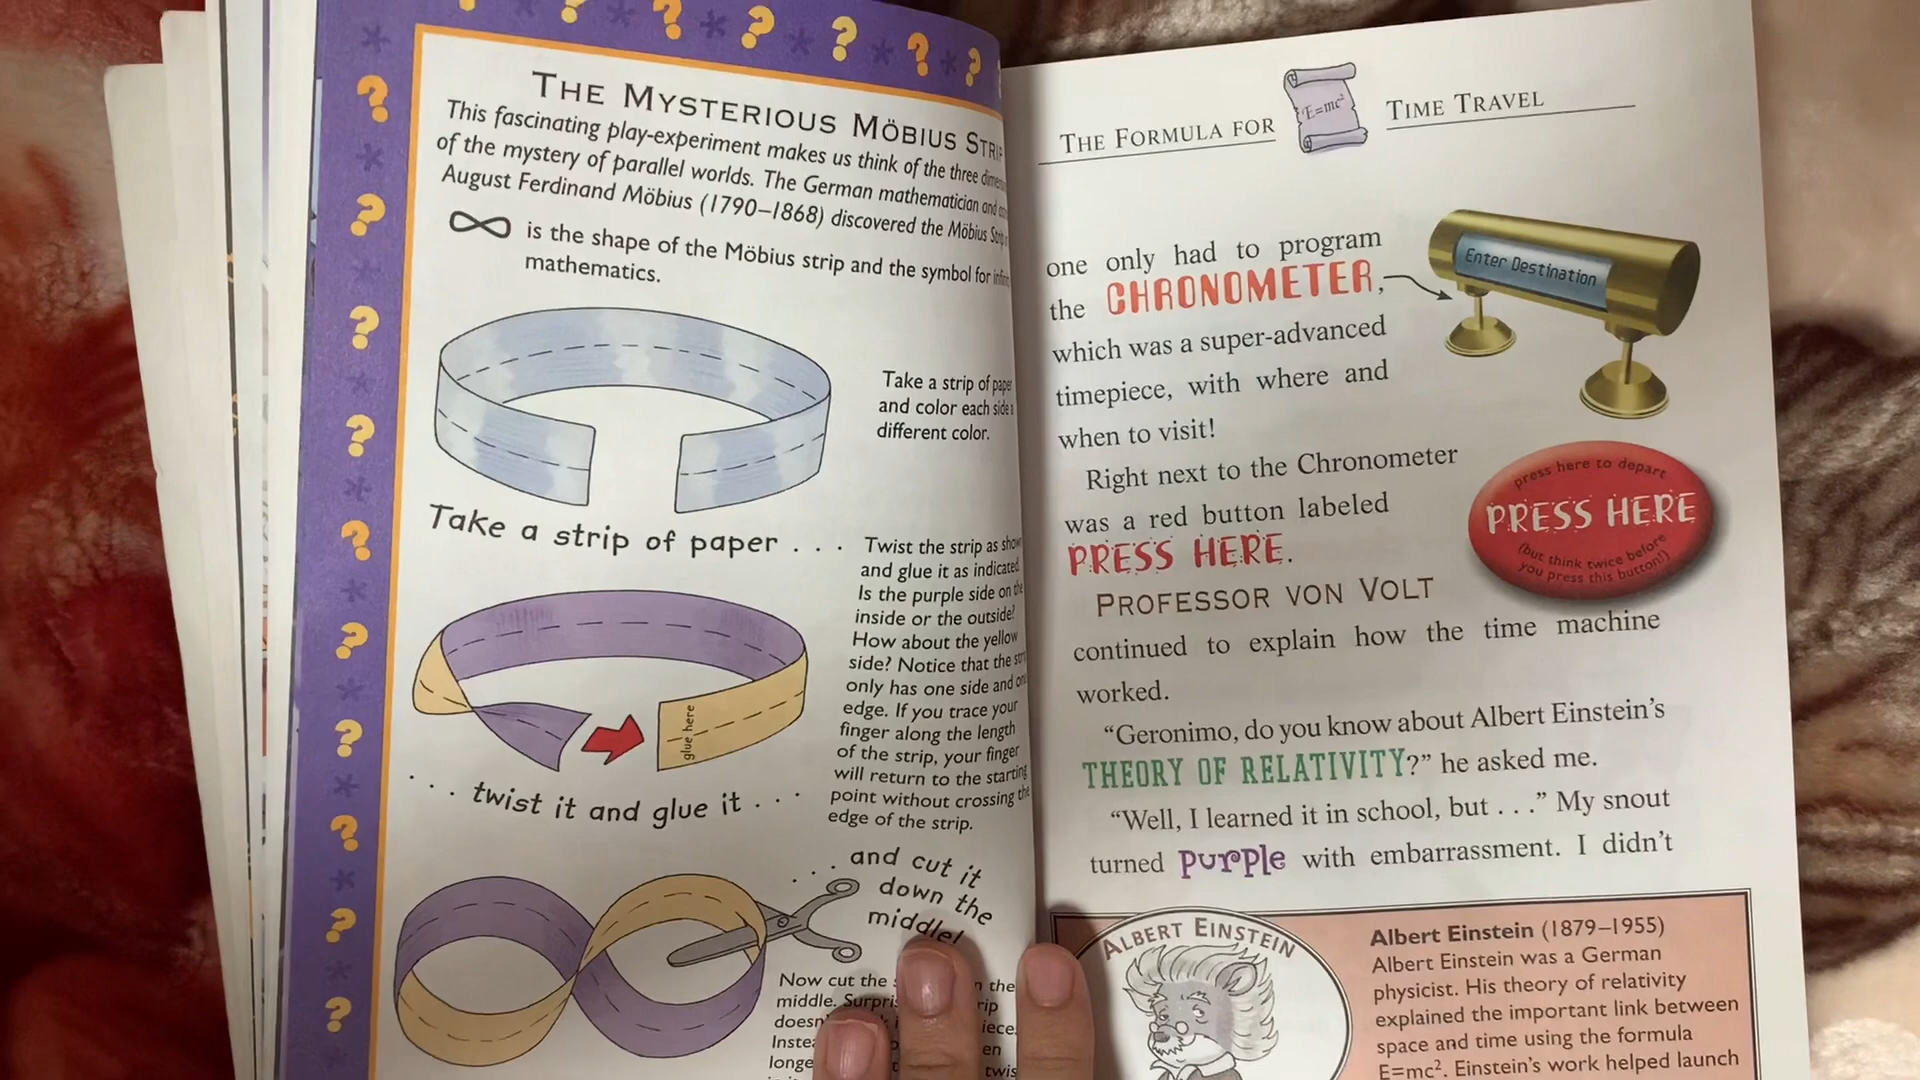 THE MYSTERIOUS MÖBIUS
This fascinating play-experiment makes us think of the three
of the mystery of parallel worlds. The German mathematician and
August Ferdinand Möbius (1790–1868) discovered the Möbius
∞ is the shape of the Möbius strip and the symbol for
mathematics.
Take a strip of
and color each side
different color.
Take a strip of paper . . .
Twist the strip as
and glue it as indicated.
Is the purple side on
inside or the outside?
How about the yellow
side? Notice that the
only has one side and
edge. If you trace your
finger along the length
of the strip, your finger
will return to the starting
point without crossing the
edge of the strip.
glue here
. . . twist it and glue it . . .
. . . and cut it
down the
middle!
Now cut the the
middle.
THE FORMULA FOR E=mc² TIME TRAVEL
one only had to program
the CHRONOMETER,
which was a super-advanced
timepiece, with where and
when to visit!
Enter Destination
Right next to the Chronometer
was a red button labeled
PRESS HERE.
press here to depart
PRESS HERE
(but think twice before
you press this button!)
PROFESSOR VON VOLT
continued to explain how the time machine
worked.
“Geronimo, do you know about Albert Einstein’s
THEORY OF RELATIVITY?” he asked me.
“Well, I learned it in school, but . . .” My snout
turned purple with embarrassment. I didn’t
ALBERT EINSTEIN
Albert Einstein (1879–1955)
Albert Einstein was a German
physicist. His theory of relativity
explained the important link between
space and time using the formula
E=mc². Einstein’s work helped launch